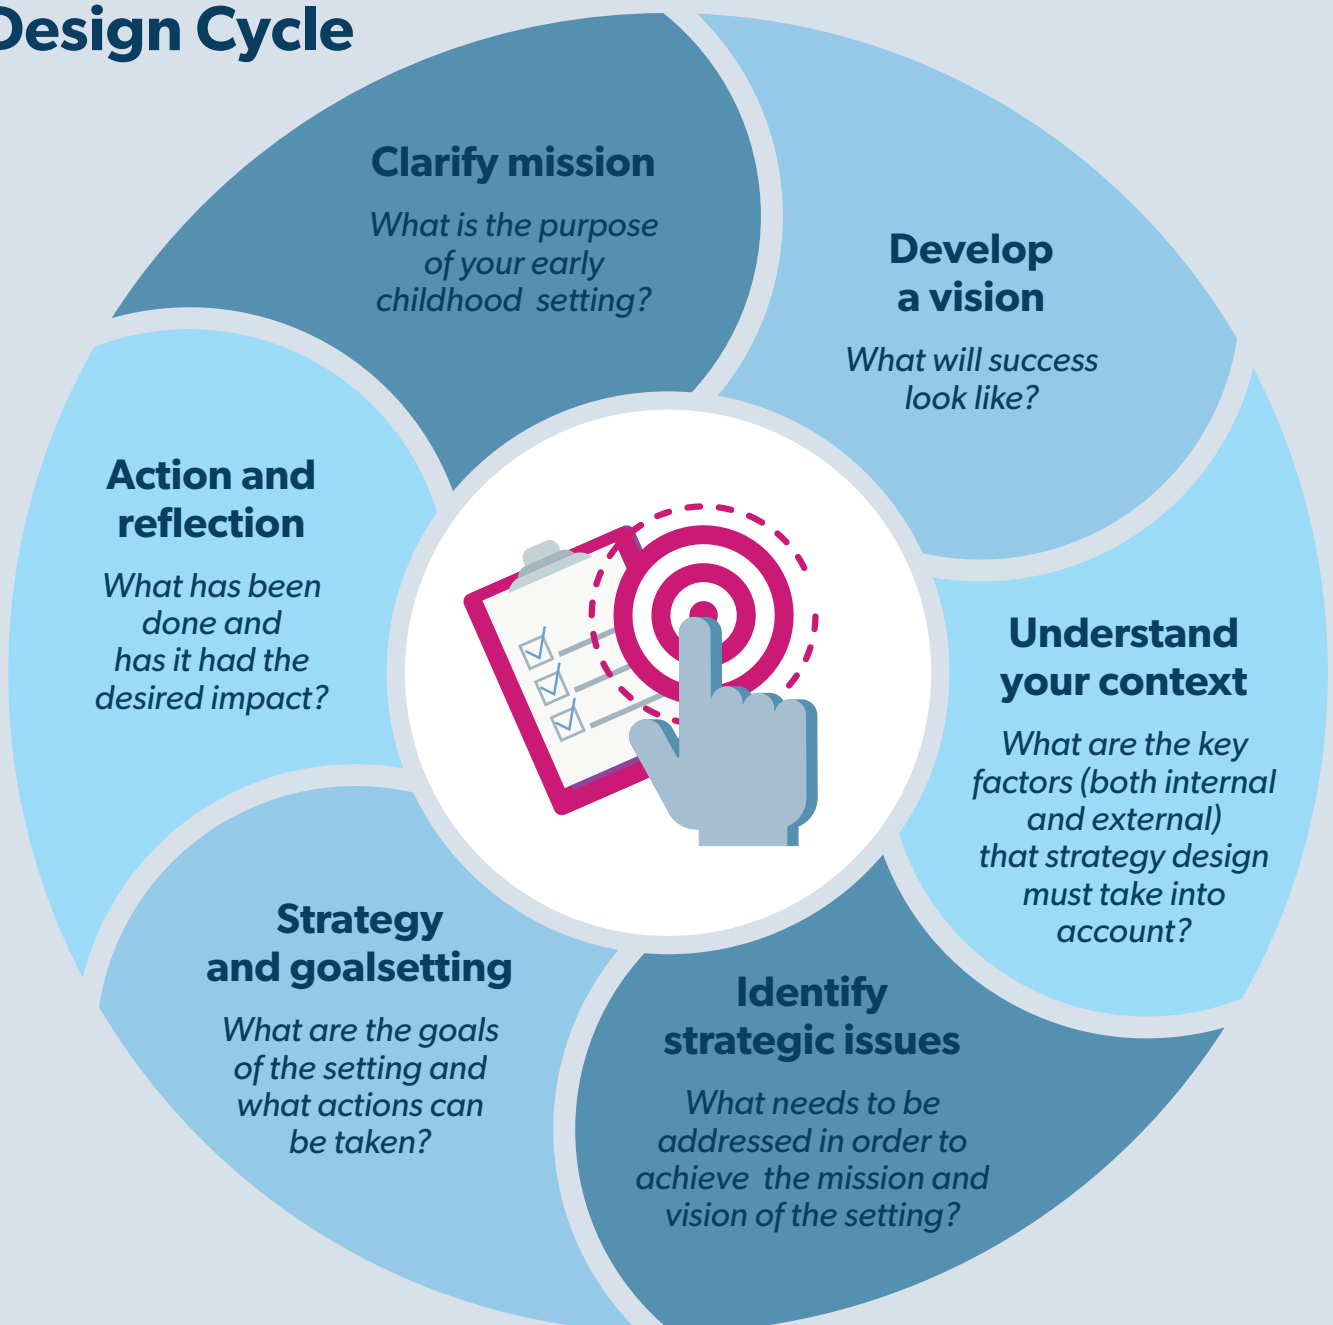 Design Cycle
Clarify mission
What is the purpose
of your early
childhood  setting?
Develop
a vision
What will success
look like?
Understand
your context
What are the key
factors (both internal
and external)
that strategy design
must take into
account?
Identify
strategic issues
What needs to be
addressed in order to
achieve  the mission and
vision of the setting?
Strategy
and goalsetting
What are the goals
of the setting and
what actions can
be taken?
Action and
reflection
What has been
done and
has it had the
desired impact?